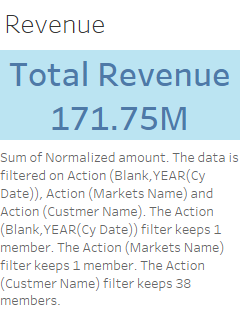 Revenue
Total Revenue
171.75M
Sum of Normalized amount. The data is
filtered on Action (Blank,YEAR(Cy
Date)), Action (Markets Name) and
Action (Custmer Name). The Action
(Blank,YEAR(Cy Date)) filter keeps 1
member. The Action (Markets Name)
filter keeps 1 member. The Action
(Custmer Name) filter keeps 38
members.